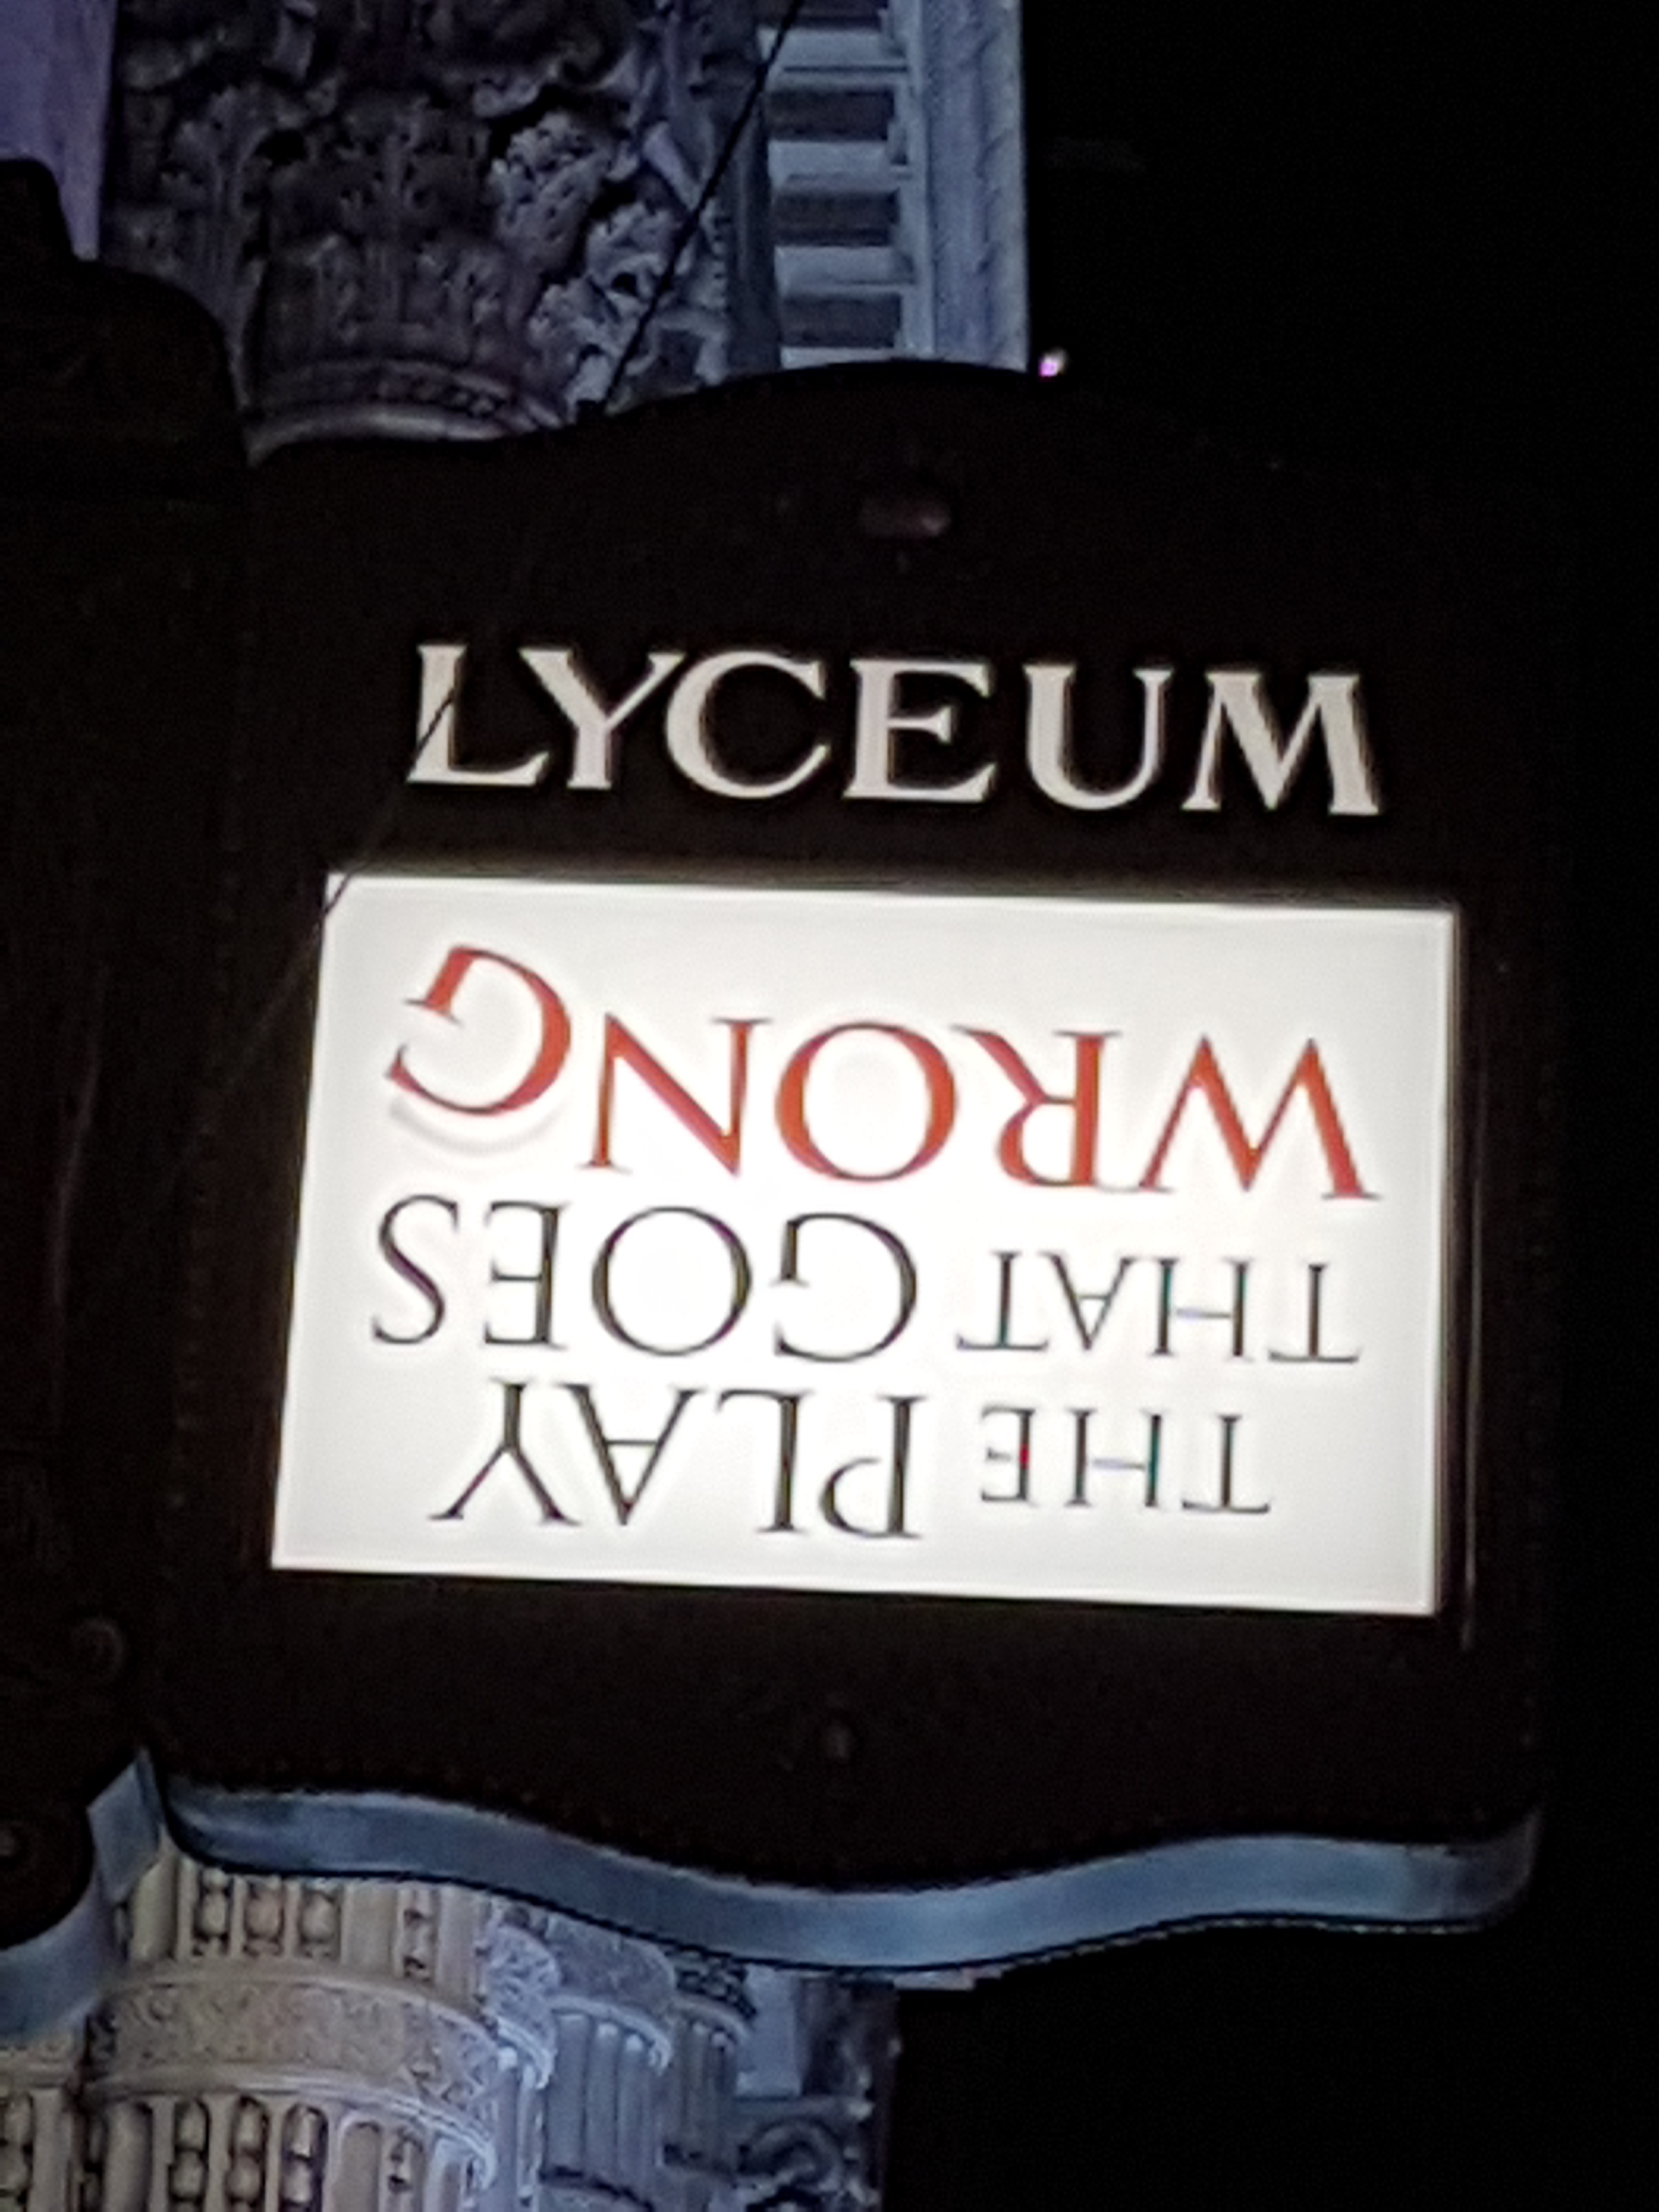 LYCEUM
THE PLAY
THAT GOES
WRONG